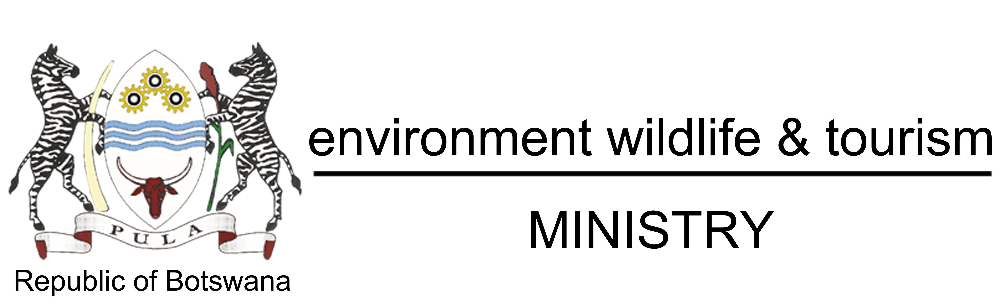 PULA
Republic of Botswana
environment wildlife & tourism
MINISTRY